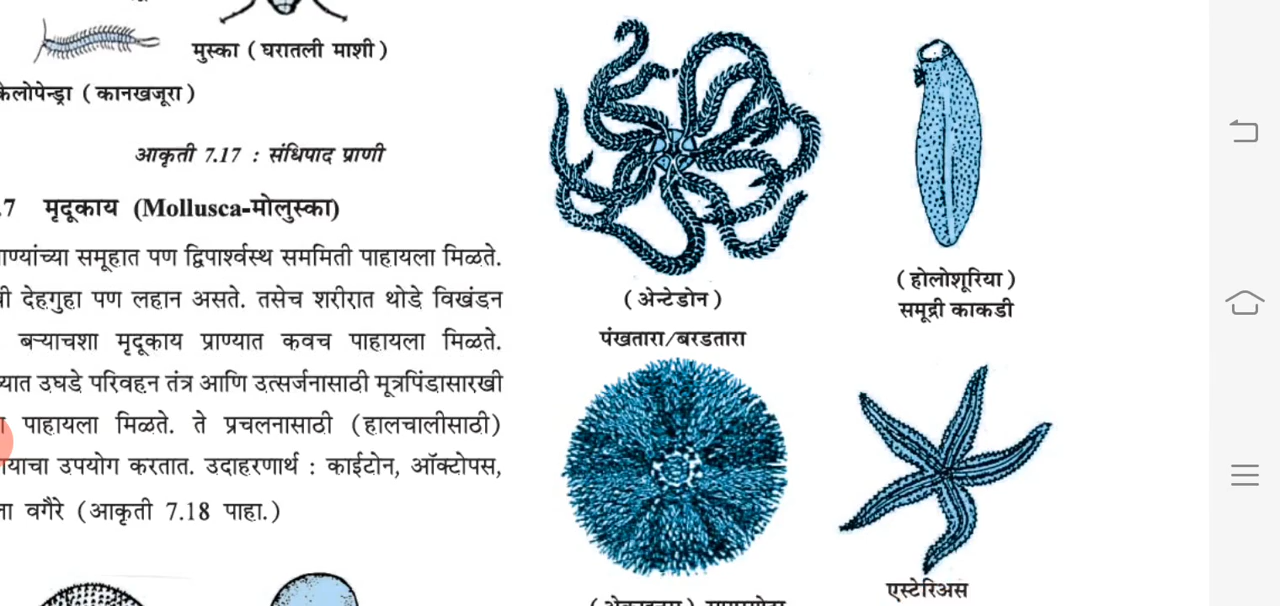 मुस्का ( घरातली माशी )
( कानखजूरा )
आकृती 7.17 : संधिपाद प्राणी
.7 मृदूकाय (Mollusca-मोलुस्का)
समूहात पण द्विपार्श्वस्थ सममिती पाहायला मिळते.
देहगुहा पण लहान असते. तसेच शरीरात थोडे विखंडन
बऱ्याचशा मृदूकाय प्राण्यात कवच पाहायला मिळते.
उघडे परिवहन तंत्र आणि उत्सर्जनासाठी मूत्रपिंडासारखी
पाहायला मिळते. ते प्रचलनासाठी (हालचालीसाठी)
उपयोग करतात. उदाहरणार्थ : काईटोन, ऑक्टोपस,
वगैरे (आकृती 7.18 पाहा.)
( अ‍ॅन्टेडोन )
पंखतारा/बरडतारा
( होलोशूरिया )
समूद्री काकडी
एस्टेरिअस